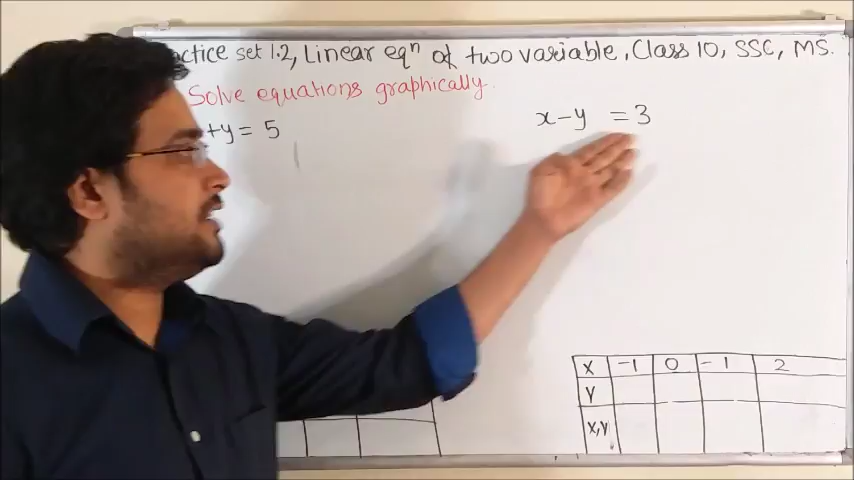 ctice set 1.2, Linear eqⁿ of two variable, Class 10, SSC, MS.
Solve equations graphically.
+y = 5
x-y = 3
X -1 0 -1 2
Y
X,Y